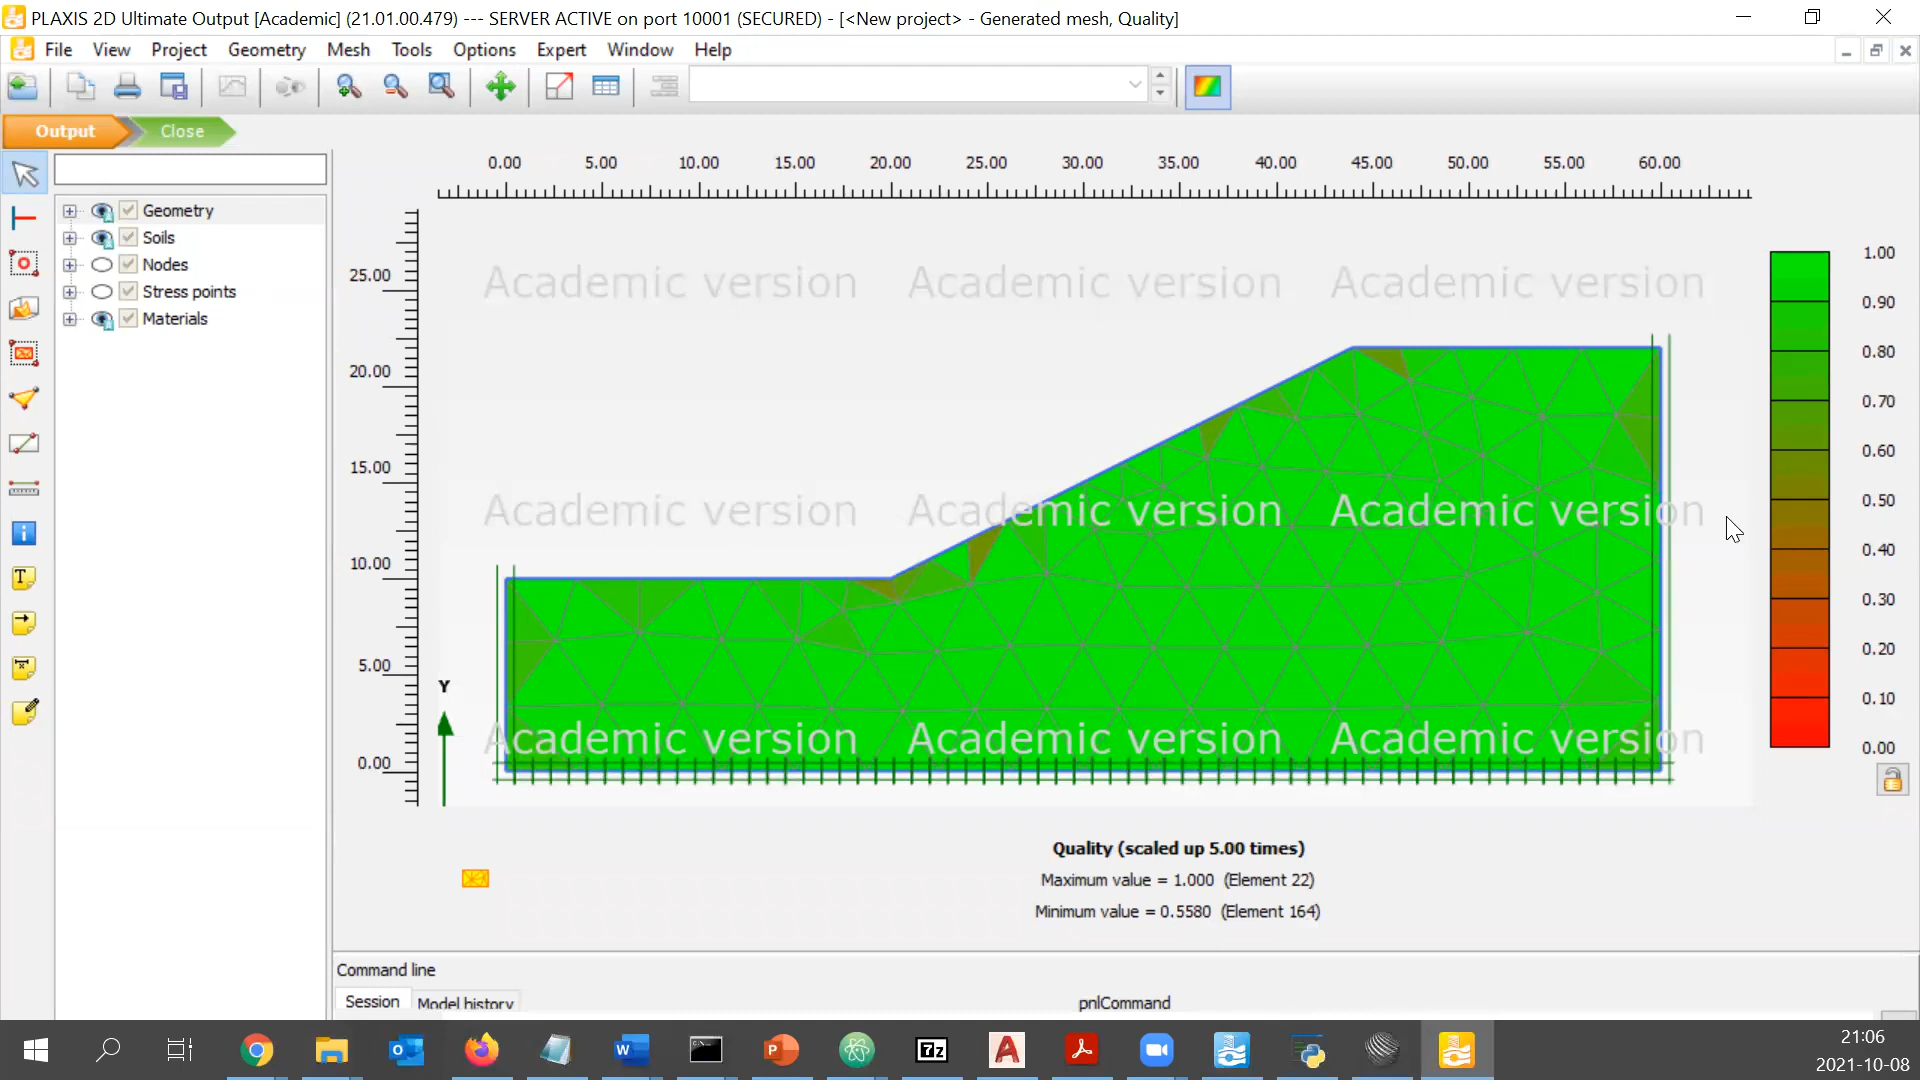 PLAXIS 2D Ultimate Output [Academic] (21.01.00.479) --- SERVER ACTIVE on port 10001 (SECURED) - [<New project> - Generated mesh, Quality]
File View Project Geometry Mesh Tools Options Expert Window Help
Output Close
0.00 5.00 10.00 15.00 20.00 25.00 30.00 35.00 40.00 45.00 50.00 55.00 60.00
Geometry
Soils
Nodes
Stress points
Materials
25.00
20.00
15.00
10.00
5.00
0.00
Y
Academic version Academic version Academic version
Academic version Academic version Academic version
Academic version Academic version Academic version
1.00
0.90
0.80
0.70
0.60
0.50
0.40
0.30
0.20
0.10
0.00
Quality (scaled up 5.00 times)
Maximum value = 1.000 (Element 22)
Minimum value = 0.5580 (Element 164)
Command line
Session Model history
pnlCommand
21:06
2021-10-08